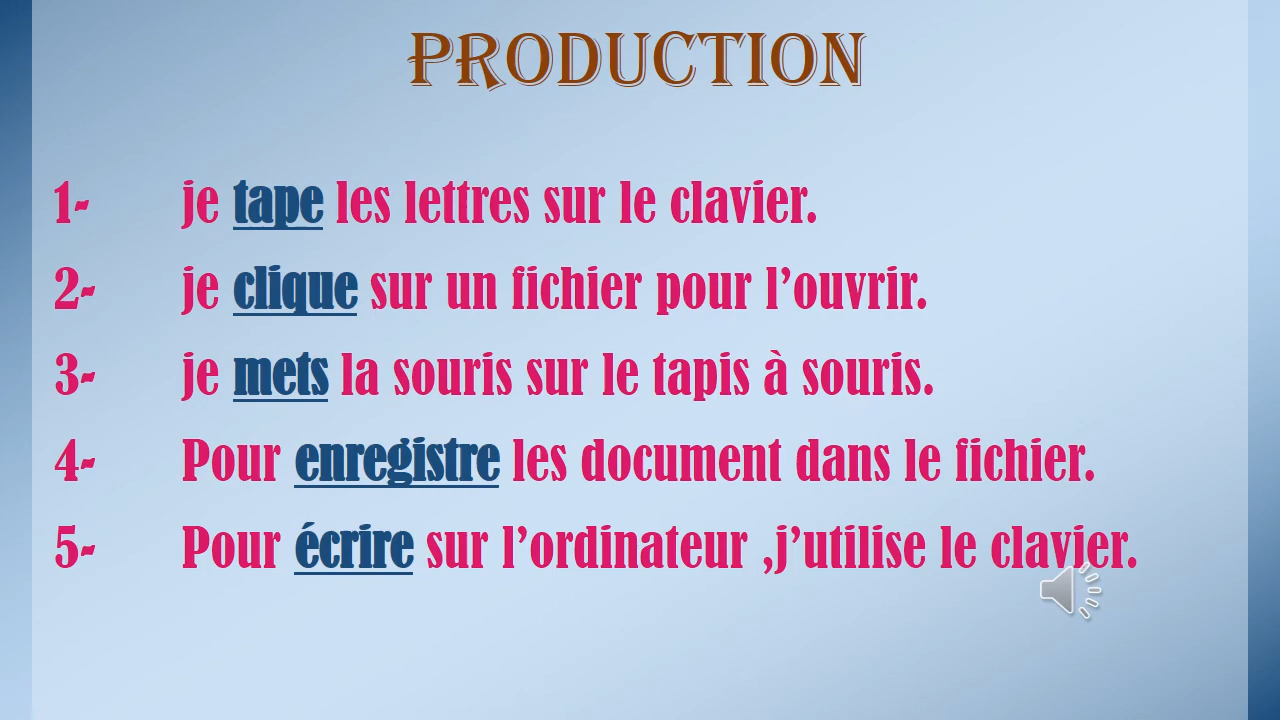 PRODUCTION
1- je tape les lettres sur le clavier.
2- je clique sur un fichier pour l’ouvrir.
3- je mets la souris sur le tapis à souris.
4- Pour enregistre les document dans le fichier.
5- Pour écrire sur l’ordinateur ,j’utilise le clavier.